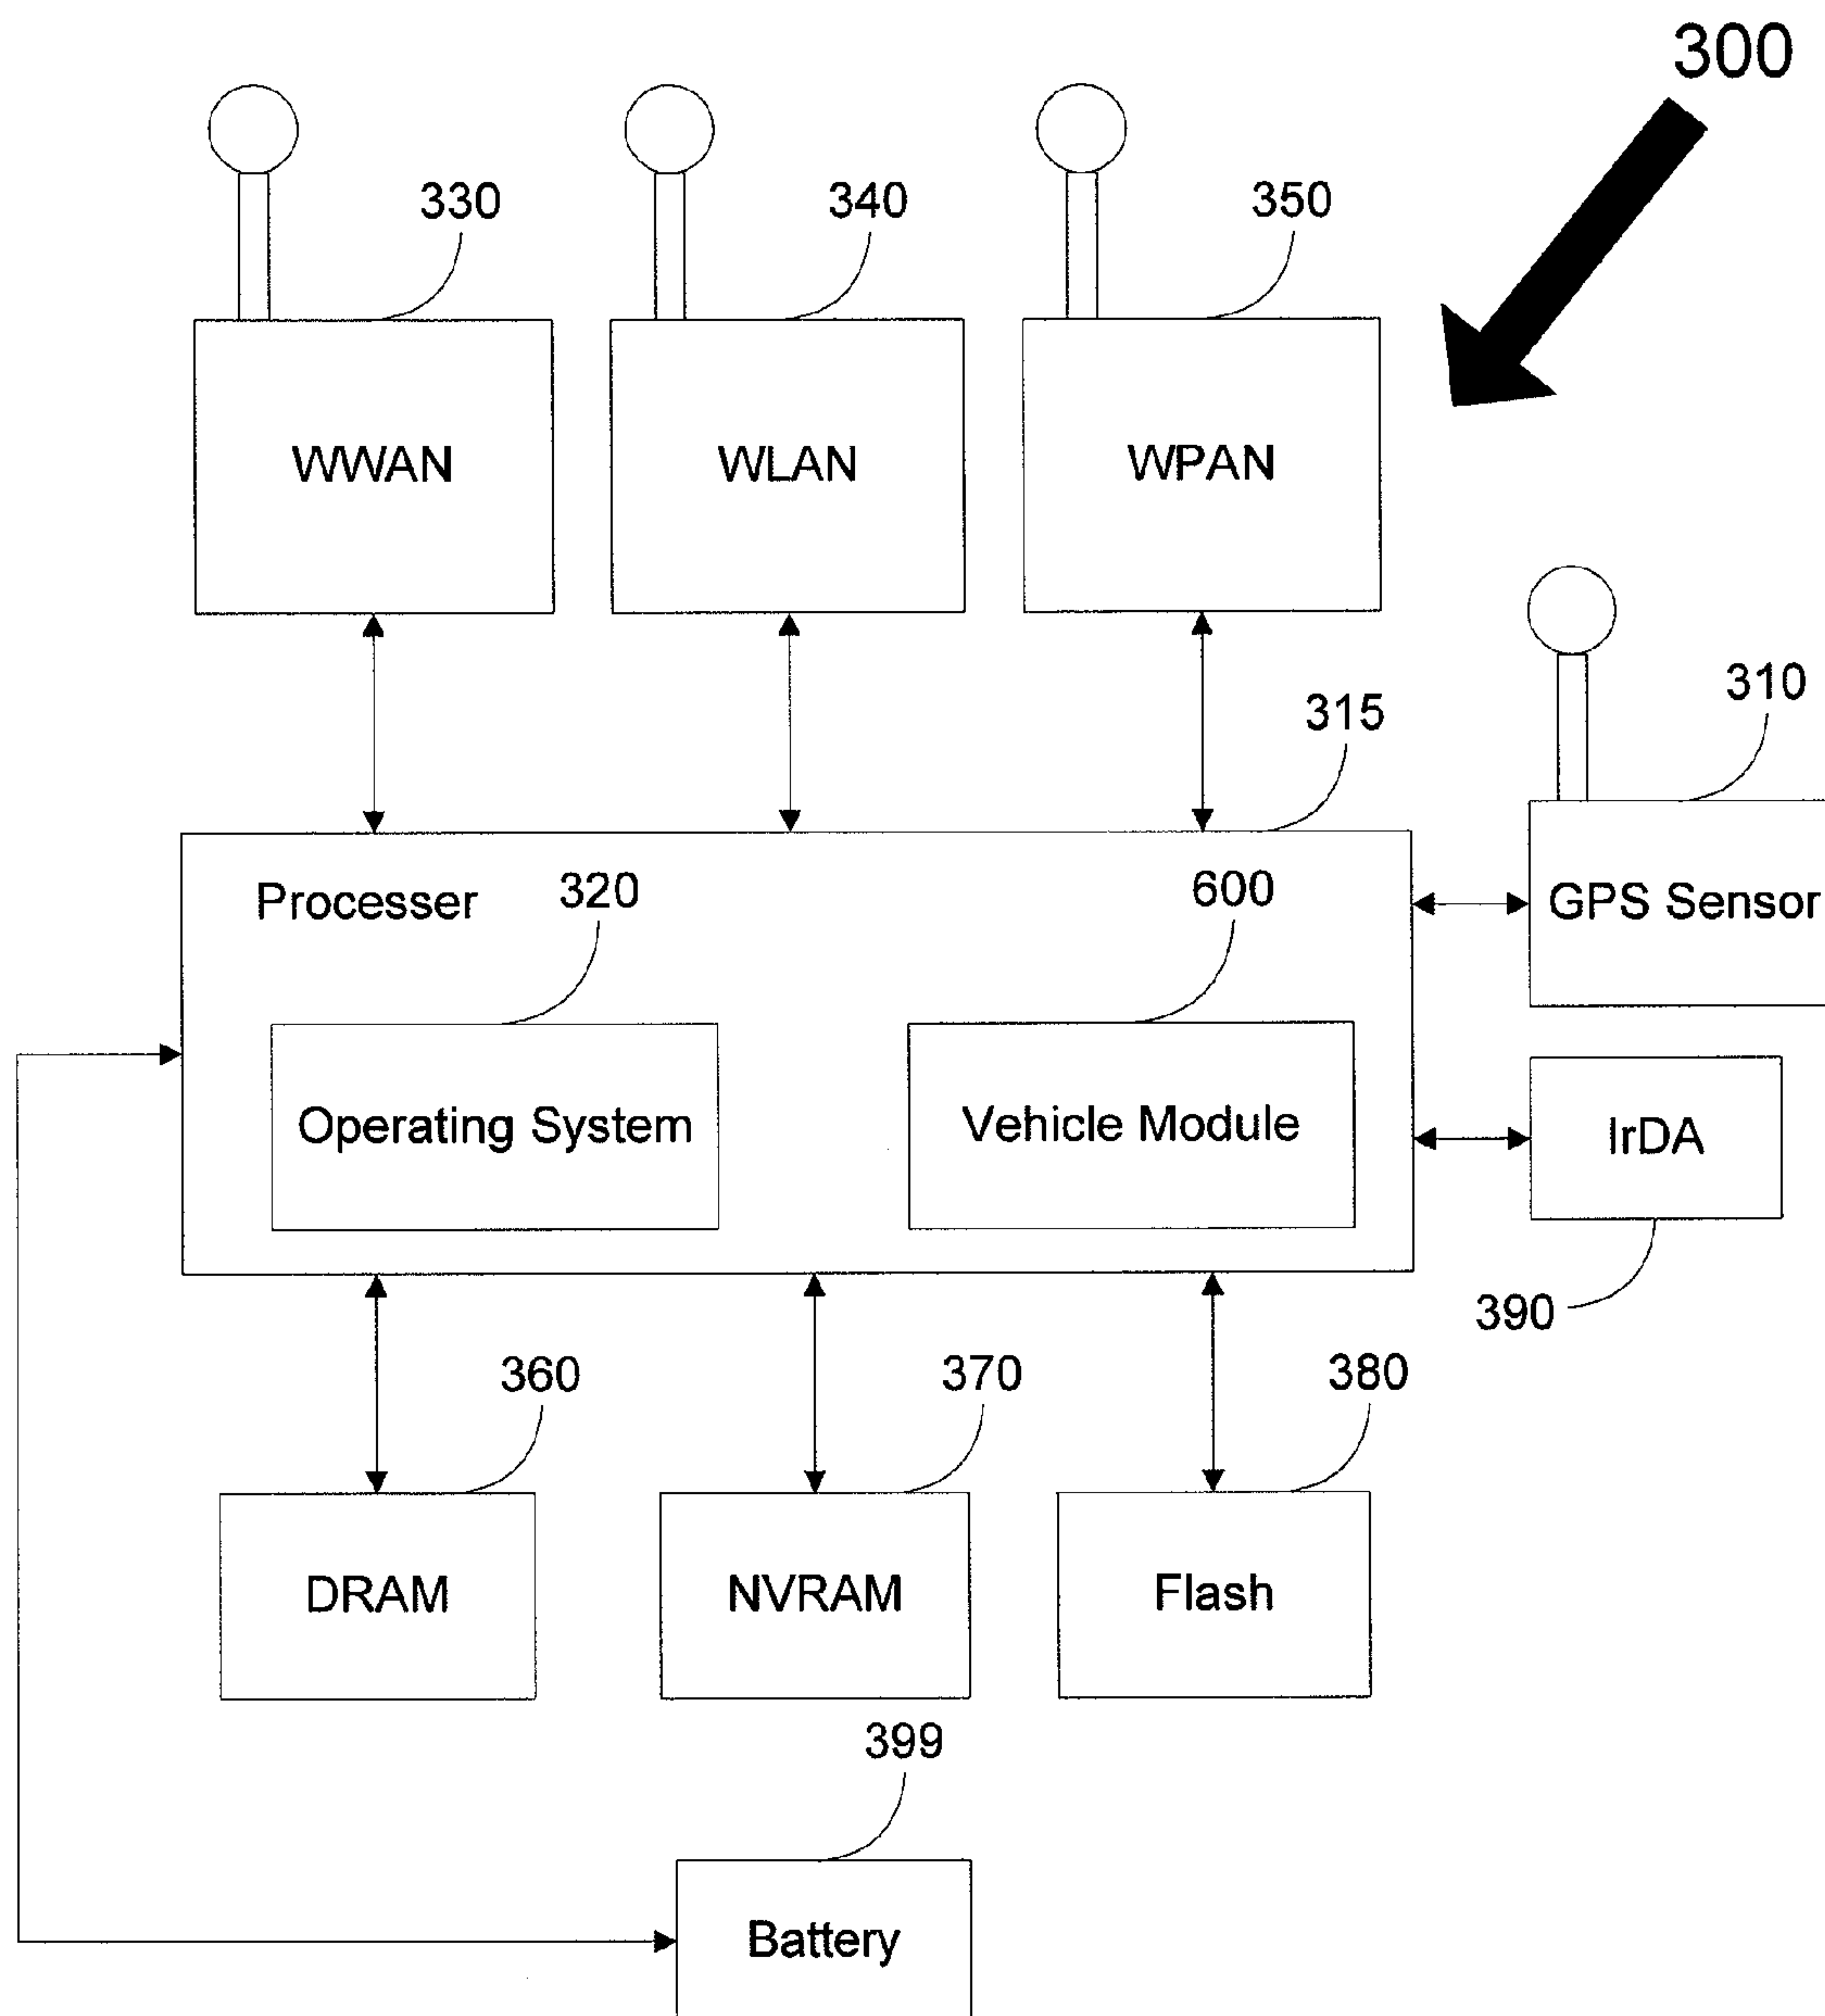 300
330
340
350
WWAN
WLAN
WPAN
310
315
Processer
320
600
GPS Sensor
Operating System
Vehicle Module
IrDA
390
360
370
380
DRAM
NVRAM
Flash
399
Battery